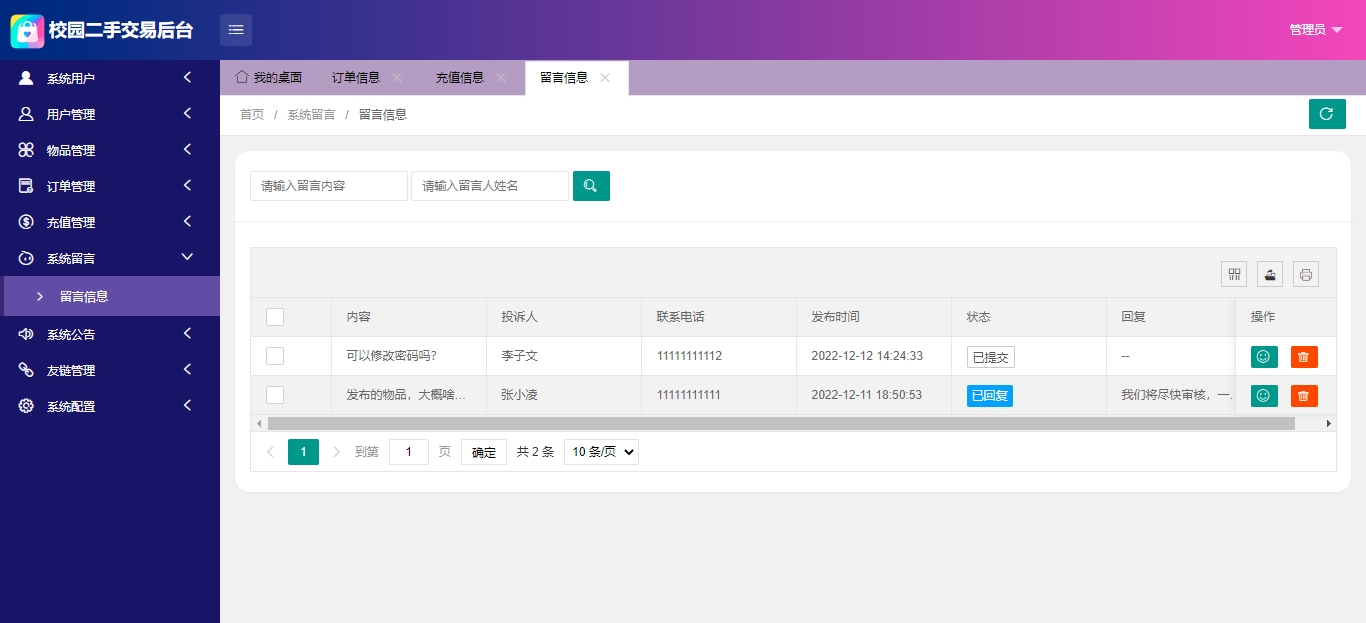 校园二手交易后台
管理员
系统用户
用户管理
物品管理
订单管理
充值管理
系统留言
留言信息
系统公告
友链管理
系统配置
我的桌面 订单信息 充值信息 留言信息
首页 / 系统留言 / 留言信息
请输入留言内容 请输入留言人姓名
内容 投诉人 联系电话 发布时间 状态 回复 操作
可以修改密码吗? 李子文 11111111112 2022-12-12 14:24:33 已提交 --
发布的物品，大概啥... 张小凌 11111111111 2022-12-11 18:50:53 已回复 我们将尽快审核，一...
1 到第 1 页 确定 共 2 条 10 条/页